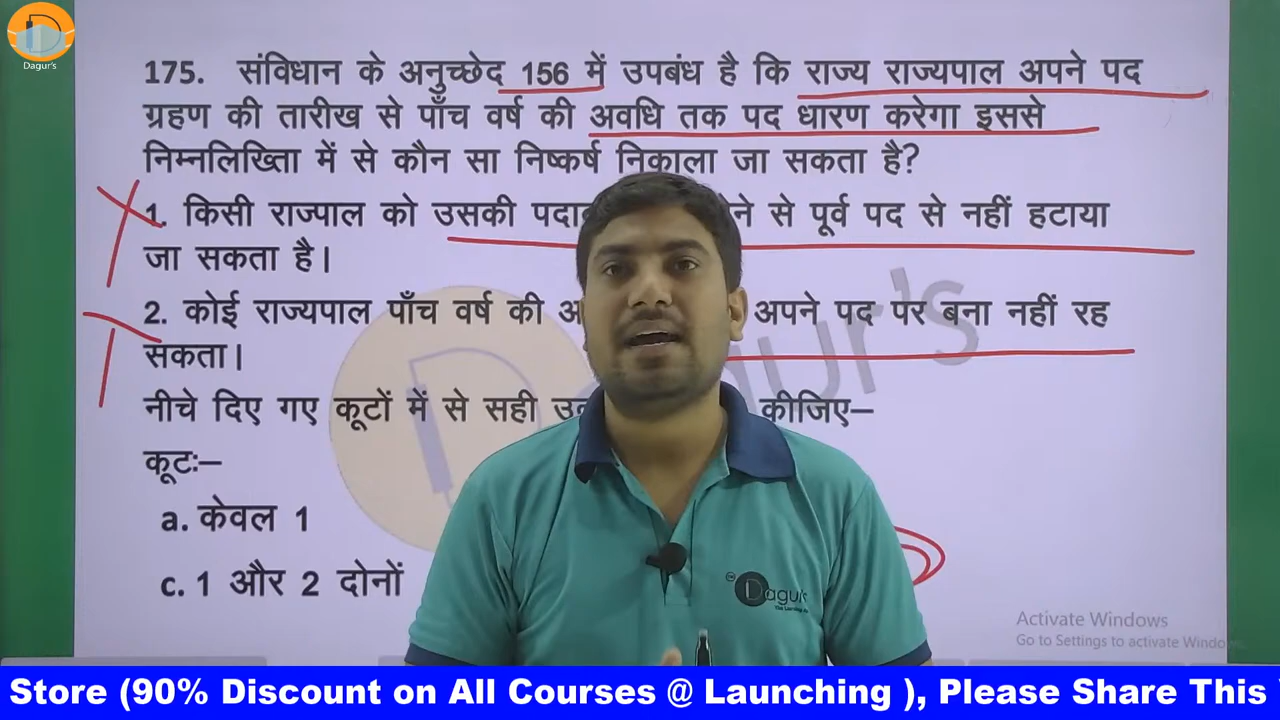 Dagur's
175. संविधान के अनुच्छेद 156 में उपबंध है कि राज्य राज्यपाल अपने पद
ग्रहण की तारीख से पाँच वर्ष की अवधि तक पद धारण करेगा इससे
निम्नलिख्ति में से कौन सा निष्कर्ष निकाला जा सकता है?
1. किसी राज्पाल को उसकी से पूर्व पद से नहीं हटाया
जा सकता है।
2. कोई राज्यपाल पाँच वर्ष की अपने पद पर बना नहीं रह
सकता।
नीचे दिए गए कूटों में से सही कीजिए–
कूटः–
a. केवल 1
c. 1 और 2 दोनों
Dagur's
Activate Windows
Go to Settings to activate
Store (90% Discount on All Courses @ Launching ), Please Share This